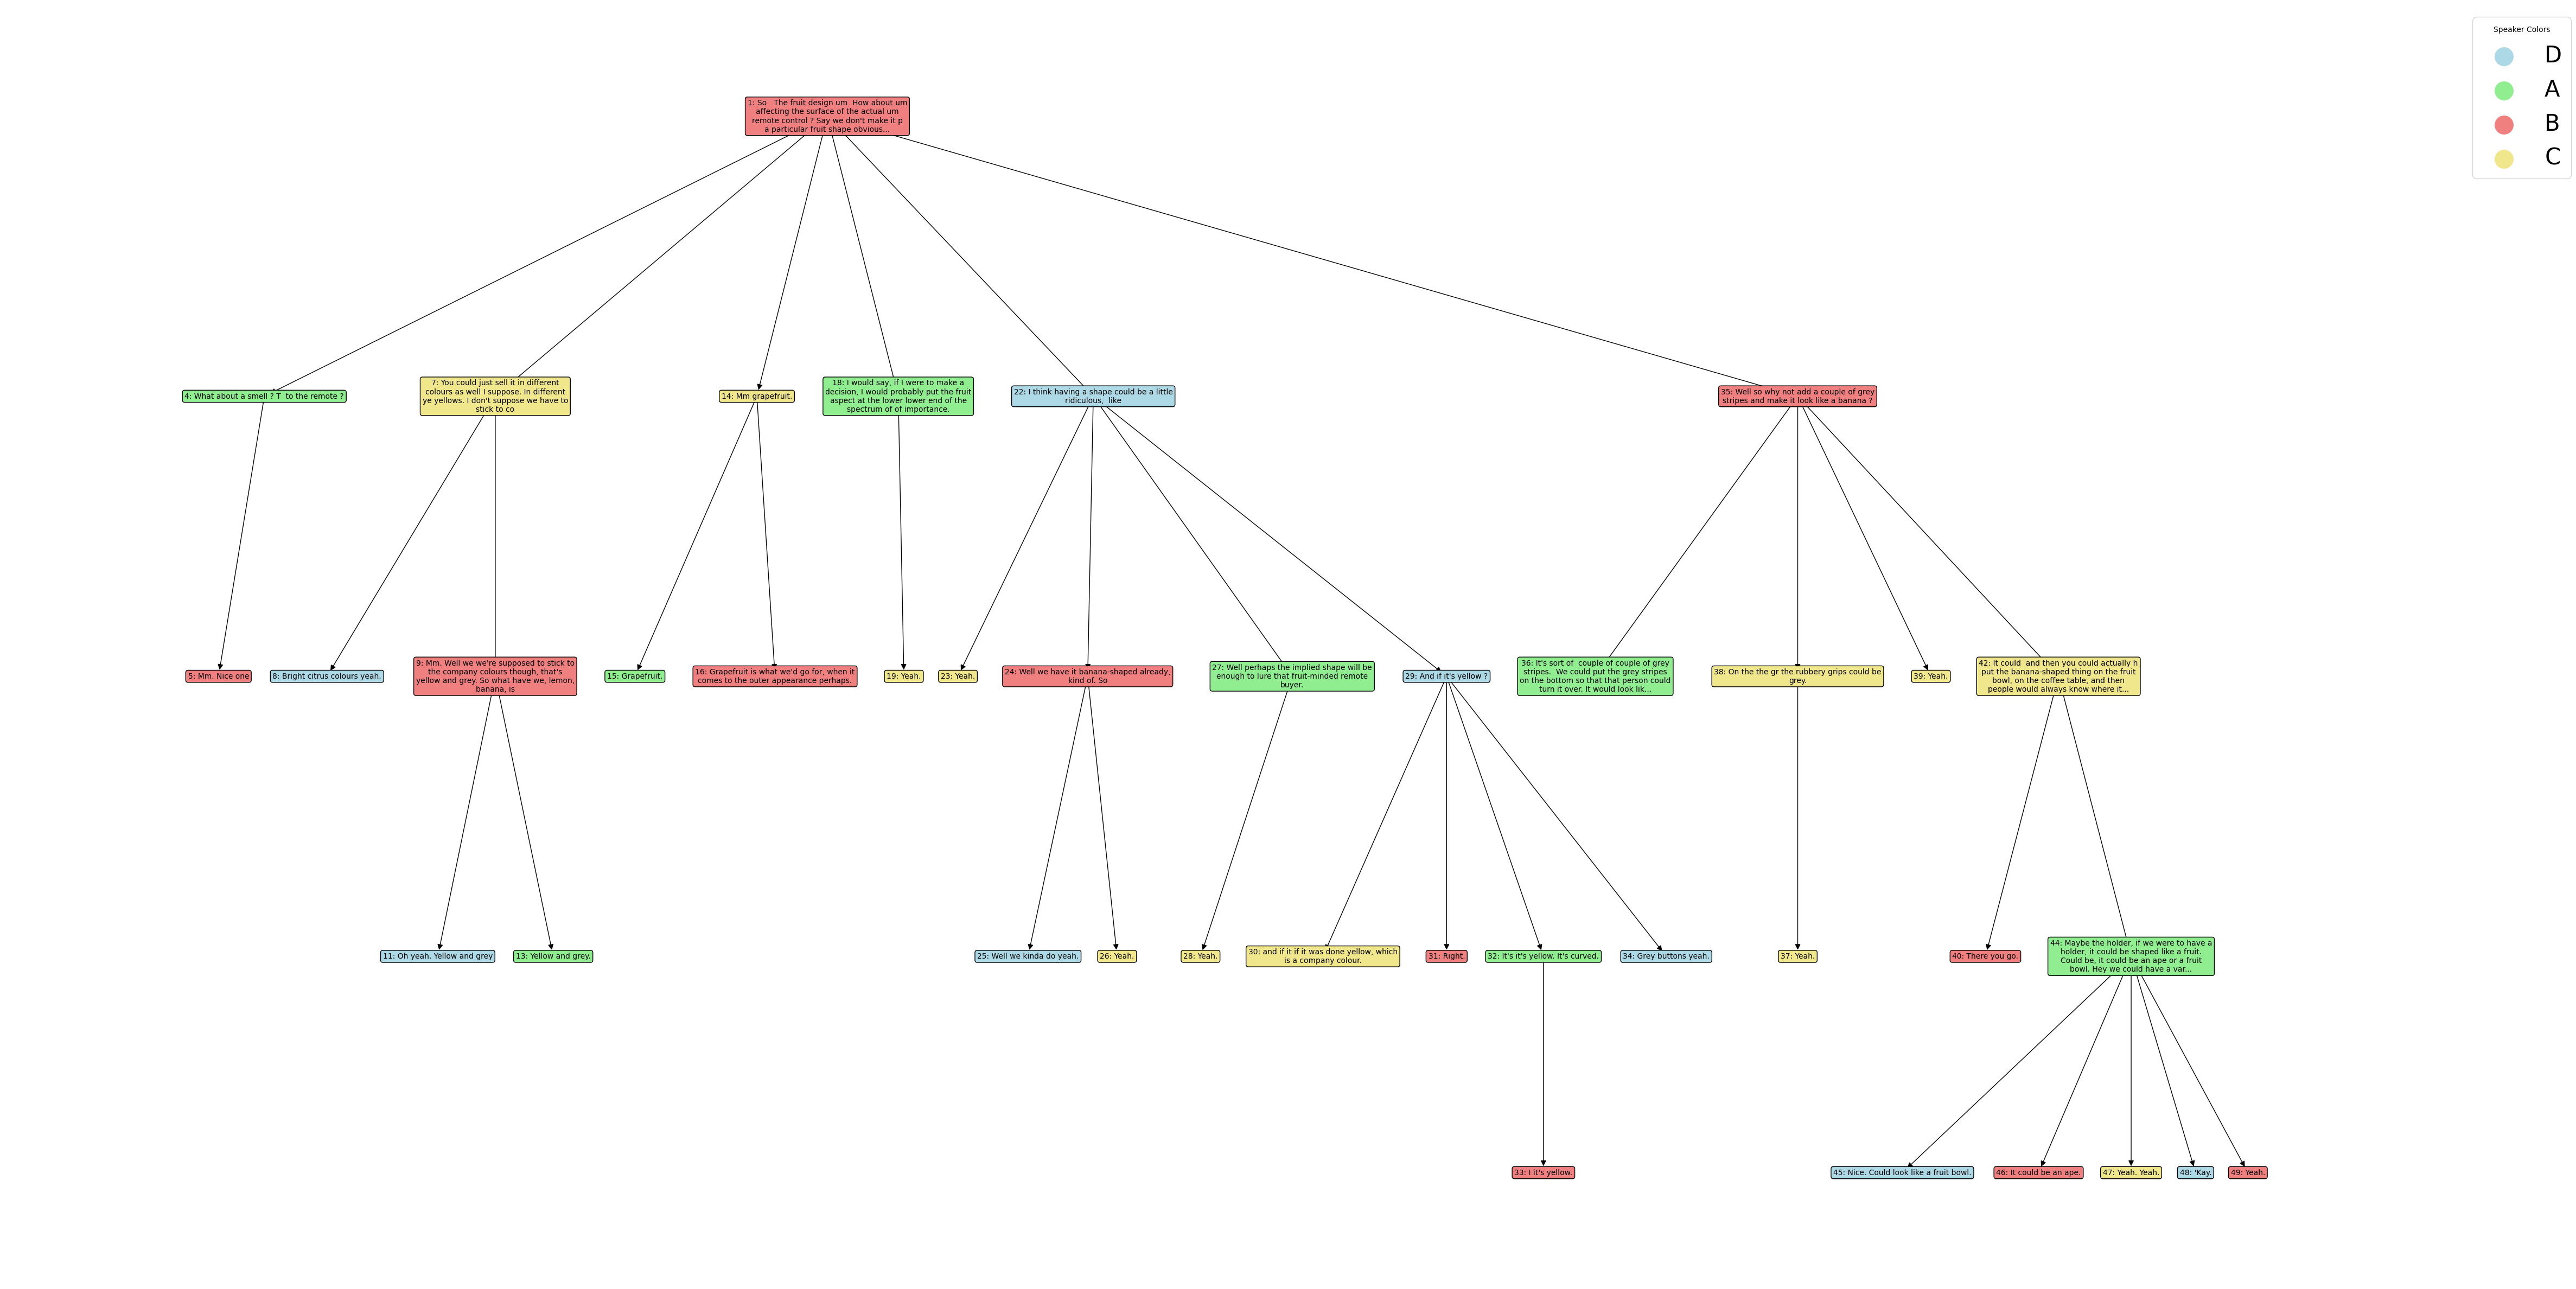 Speaker Colors
D
A
B
C
1: So   The fruit design um  How about um
affecting the surface of the actual um
remote control ? Say we don't make it p
a particular fruit shape obvious...
4: What about a smell ? T  to the remote ?
7: You could just sell it in different
colours as well I suppose. In different
ye yellows. I don't suppose we have to
stick to co
14: Mm grapefruit.
18: I would say, if I were to make a
decision, I would probably put the fruit
aspect at the lower lower end of the
spectrum of of importance.
22: I think having a shape could be a little
ridiculous,  like
35: Well so why not add a couple of grey
stripes and make it look like a banana ?
5: Mm. Nice one
8: Bright citrus colours yeah.
9: Mm. Well we we're supposed to stick to
the company colours though, that's
yellow and grey. So what have we, lemon,
banana, is
15: Grapefruit.
16: Grapefruit is what we'd go for, when it
comes to the outer appearance perhaps.
19: Yeah.
23: Yeah.
24: Well we have it banana-shaped already,
kind of. So
27: Well perhaps the implied shape will be
enough to lure that fruit-minded remote
buyer.
29: And if it's yellow ?
36: It's sort of  couple of couple of grey
stripes.  We could put the grey stripes
on the bottom so that that person could
turn it over. It would look lik...
38: On the the gr the rubbery grips could be
grey.
39: Yeah.
42: It could  and then you could actually h
put the banana-shaped thing on the fruit
bowl, on the coffee table, and then
people would always know where it...
11: Oh yeah. Yellow and grey
13: Yellow and grey.
25: Well we kinda do yeah.
26: Yeah.
28: Yeah.
30: and if it if it was done yellow, which
is a company colour.
31: Right.
32: It's it's yellow. It's curved.
34: Grey buttons yeah.
37: Yeah.
40: There you go.
44: Maybe the holder, if we were to have a
holder, it could be shaped like a fruit.
Could be, it could be an ape or a fruit
bowl. Hey we could have a var...
33: I it's yellow.
45: Nice. Could look like a fruit bowl.
46: It could be an ape.
47: Yeah. Yeah.
48: 'Kay.
49: Yeah.